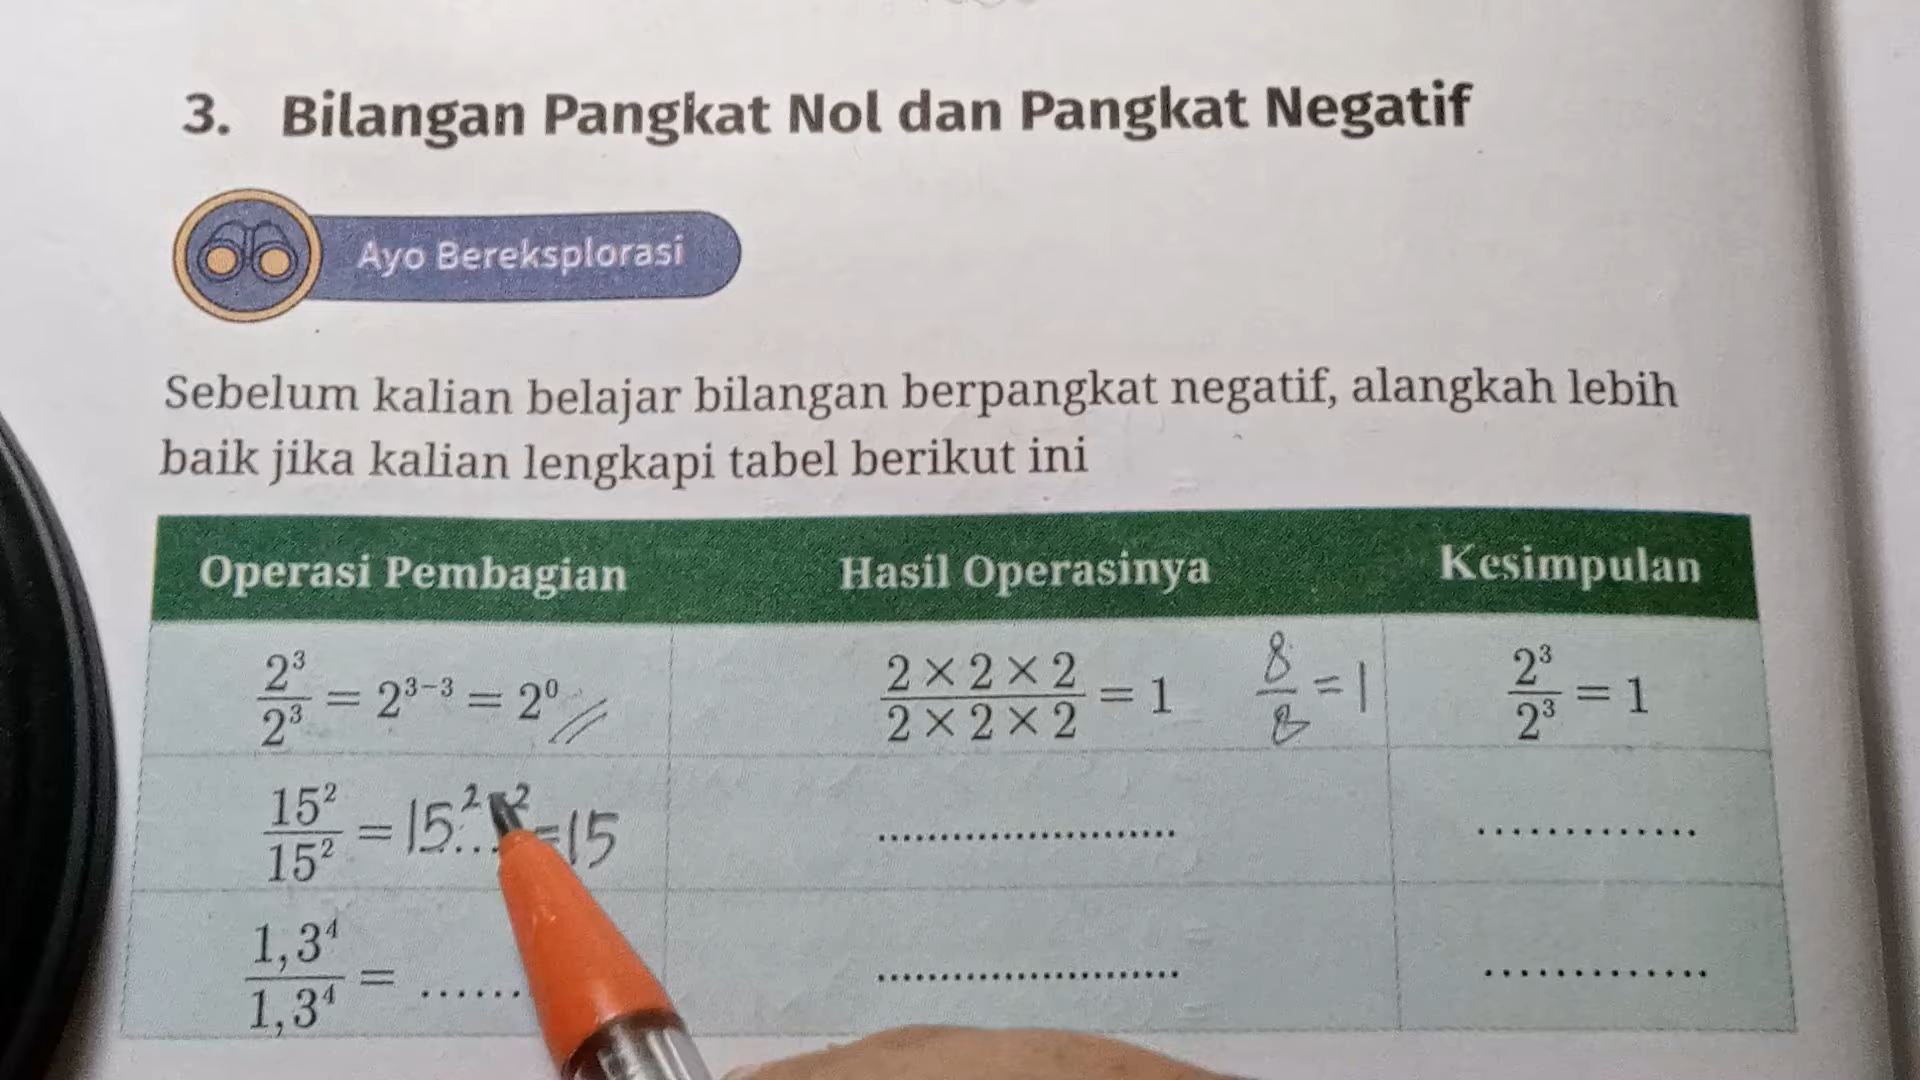 3. Bilangan Pangkat Nol dan Pangkat Negatif
Ayo Bereksplorasi
Sebelum kalian belajar bilangan berpangkat negatif, alangkah lebih
baik jika kalian lengkapi tabel berikut ini
Operasi Pembagian Hasil Operasinya Kesimpulan
2³/2³ = 2³⁻³ = 2⁰ (2 × 2 × 2)/(2 × 2 × 2) = 1 8/8 = 1 2³/2³ = 1
15²/15² = 15² ² = 15 .......................... .............
1,3⁴/1,3⁴ = ...... .......................... .............